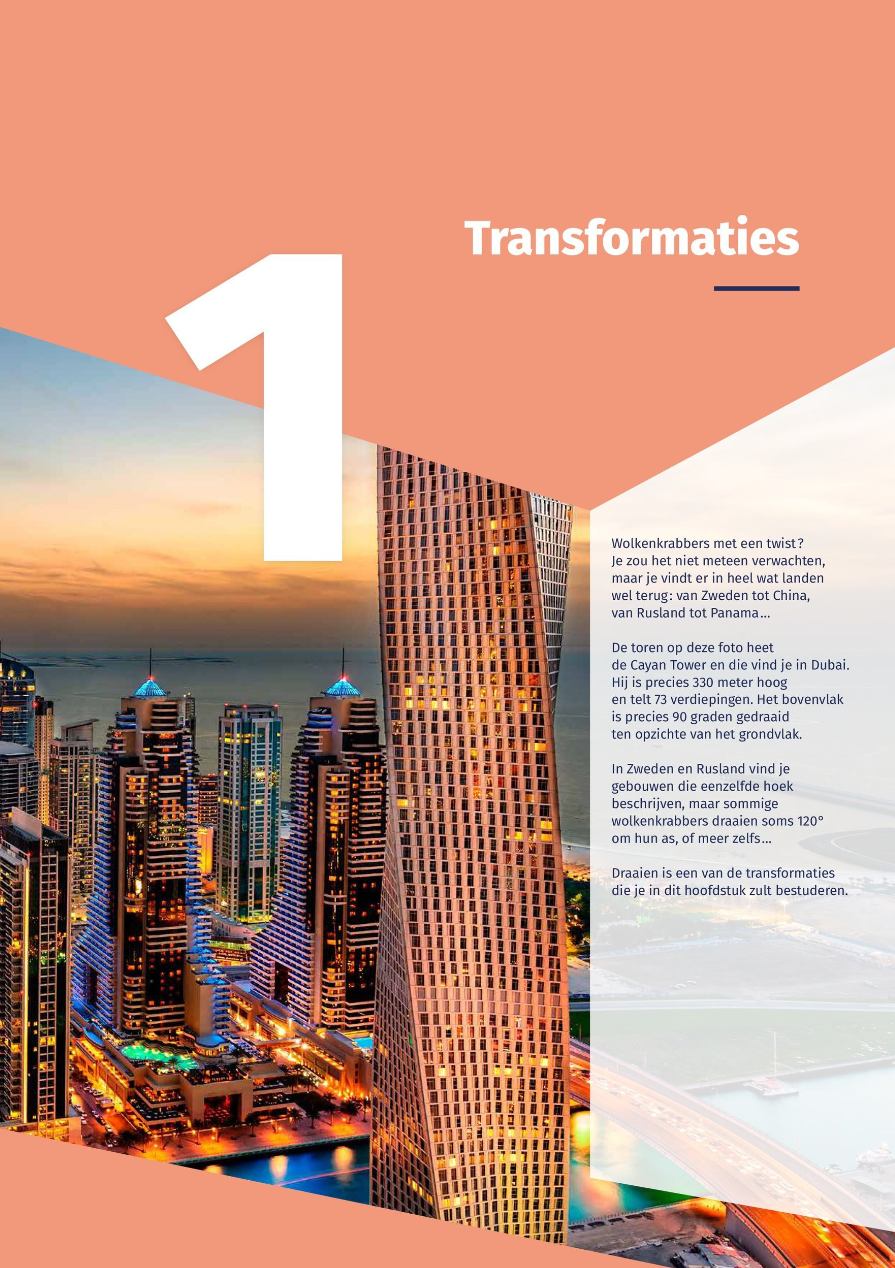 Transformaties
1
Wolkenkrabbers met een twist ?
Je zou het niet meteen verwachten,
maar je vindt er in heel wat landen
wel terug : van Zweden tot China,
van Rusland tot Panama ...
De toren op deze foto heet
de Cayan Tower en die vind je in Dubai.
Hij is precies 330 meter hoog
en telt 73 verdiepingen. Het bovenvlak
is precies 90 graden gedraaid
ten opzichte van het grondvlak.
In Zweden en Rusland vind je
gebouwen die eenzelfde hoek
beschrijven, maar sommige
wolkenkrabbers draaien soms 120°
om hun as, of meer zelfs ...
Draaien is een van de transformaties
die je in dit hoofdstuk zult bestuderen.